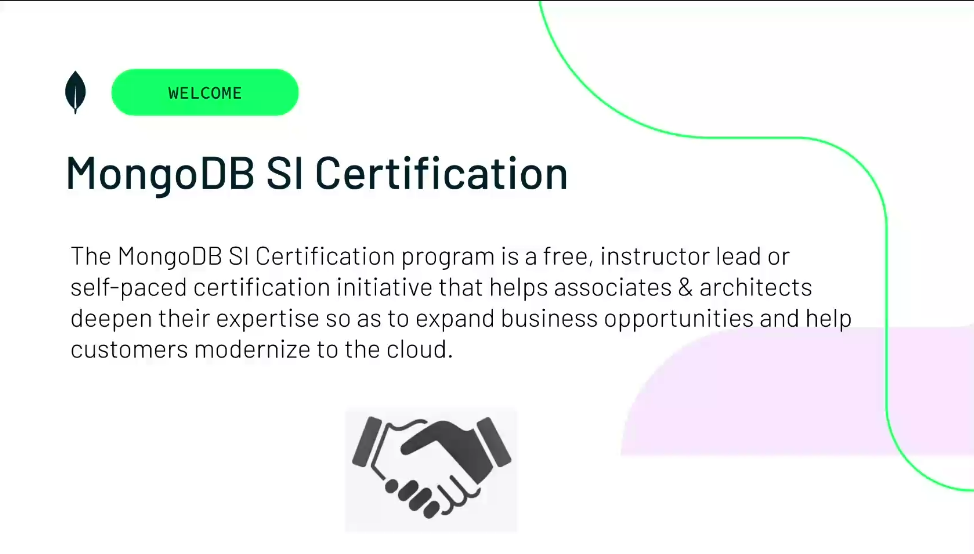 WELCOME
MongoDB SI Certification
The MongoDB SI Certification program is a free, instructor lead or
self-paced certification initiative that helps associates & architects
deepen their expertise so as to expand business opportunities and help
customers modernize to the cloud.